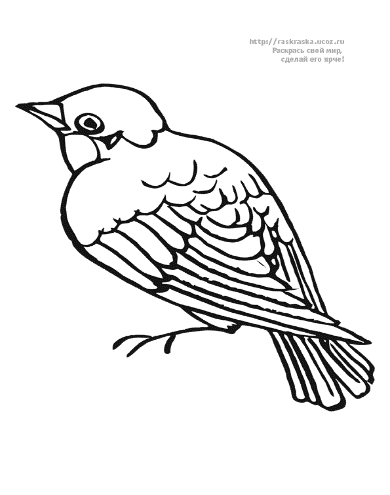 http://raskraska.ucoz.ru
Раскрась свой мир,
сделай его ярче!